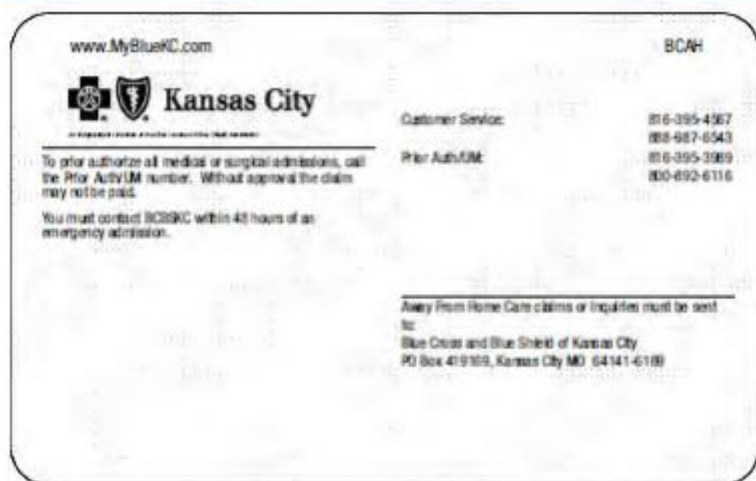 www.MyBlueKC.com
BCAH
Kansas City
To prior authorize all medical or surgical admissions, call
the Prior Auth/UM number. Without approval the claim
may not be paid.
You must contact BCBSKC within 48 hours of an
emergency admission.
Customer Service: 816-395-4567
888-987-6543
Prior Auth/UM: 816-395-3989
800-892-6116
Away From Home Care claims or Inquiries must be sent
to:
Blue Cross and Blue Shield of Kansas City
PO Box 419169, Kansas City MO 64141-6169